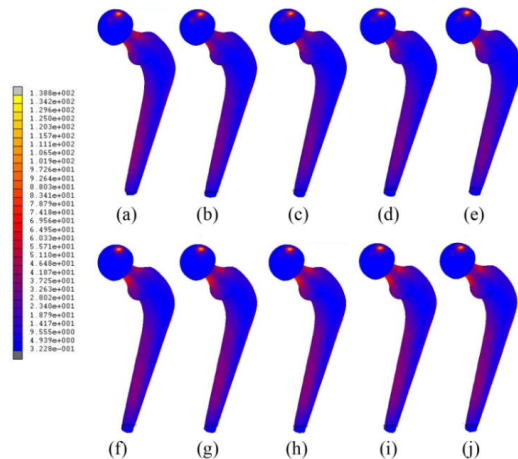 1.388e+002
1.342e+002
1.296e+002
1.250e+002
1.203e+002
1.157e+002
1.111e+002
1.065e+002
1.019e+002
9.726e+001
9.264e+001
8.803e+001
8.341e+001
7.879e+001
7.418e+001
6.956e+001
6.495e+001
6.033e+001
5.571e+001
5.110e+001
4.648e+001
4.187e+001
3.725e+001
3.263e+001
2.802e+001
2.340e+001
1.879e+001
1.417e+001
9.555e+000
4.939e+000
3.228e-001
(a) (b) (c) (d) (e)
(f) (g) (h) (i) (j)